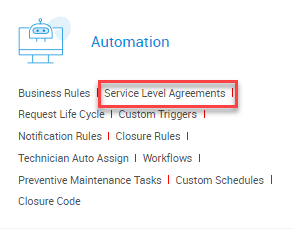 Automation
Business Rules | Service Level Agreements |
Request Life Cycle | Custom Triggers |
Notification Rules | Closure Rules |
Technician Auto Assign | Workflows |
Preventive Maintenance Tasks | Custom Schedules |
Closure Code